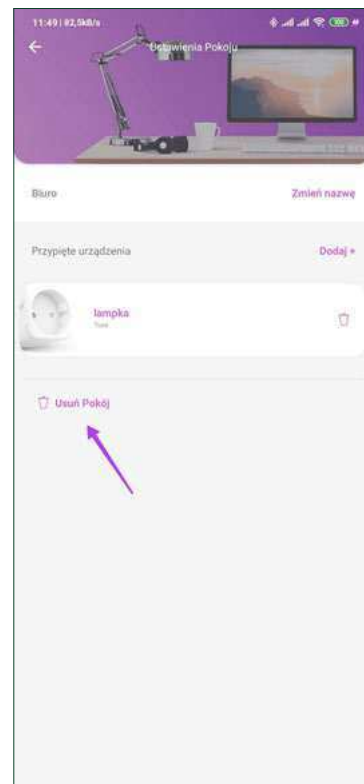 11:49 | 82,5kB/s
Ustawienia Pokoju
Biuro
Zmień nazwę
Przypięte urządzenia
Dodaj +
lampka
Usuń Pokój